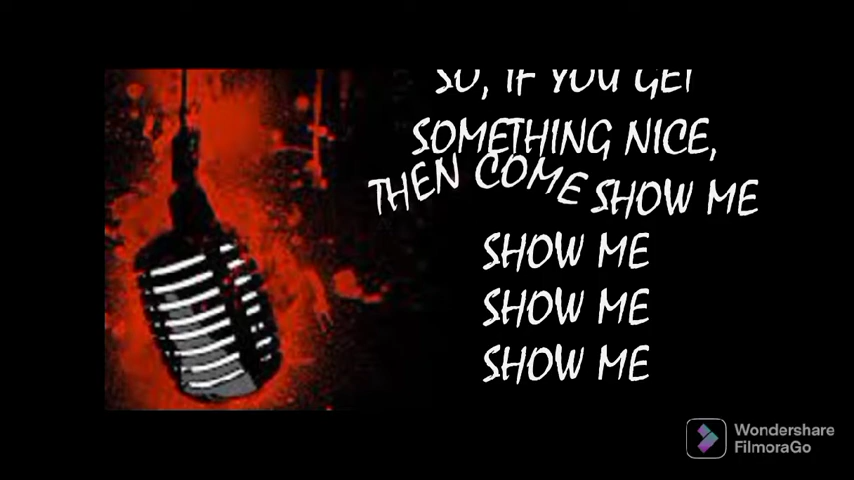 SO, IF YOU GET
SOMETHING NICE,
THEN COME SHOW ME
SHOW ME
SHOW ME
SHOW ME
Wondershare
FilmoraGo